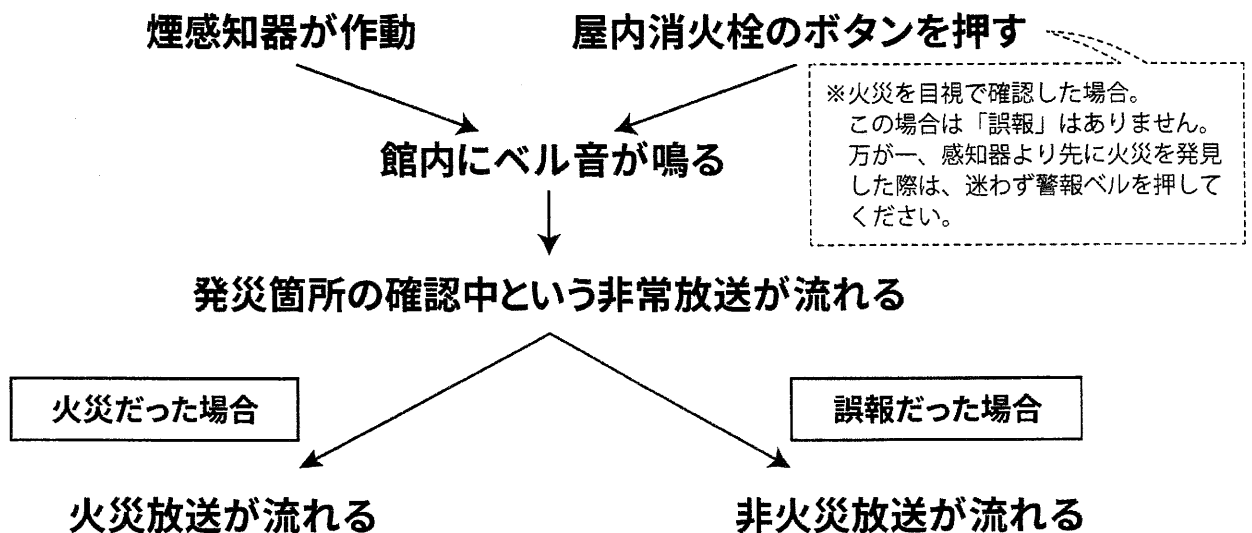 煙感知器が作動
屋内消火栓のボタンを押す
※火災を目視で確認した場合。
この場合は「誤報」はありません。
万が一、感知器より先に火災を発見
した際は、迷わず警報ベルを押して
ください。
館内にベル音が鳴る
発災箇所の確認中という非常放送が流れる
火災だった場合
誤報だった場合
火災放送が流れる
非火災放送が流れる